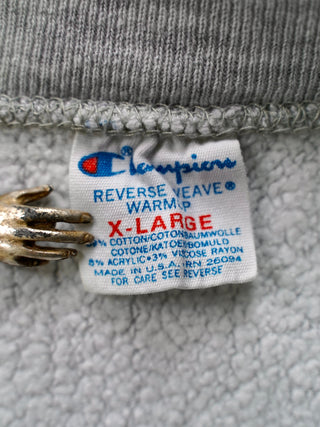 Champion®
REVERSE WEAVE®
WARM UP
X-LARGE
% COTTON/COTON/BAUMWOLLE
COTONE/KATOEN/BOMULD
8% ACRYLIC•3% VISCOSE RAYON
MADE IN U.S.A. RN 26094
FOR CARE SEE REVERSE